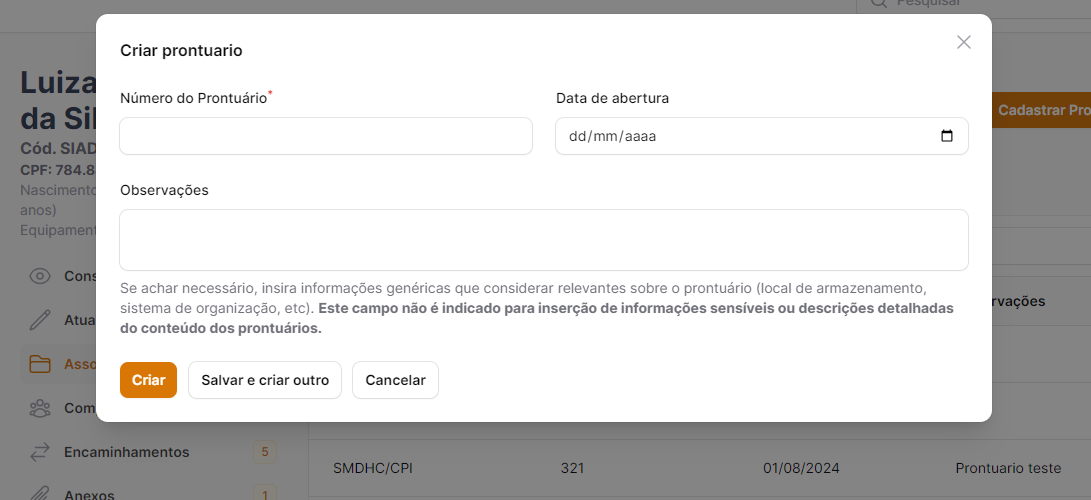 Pesquisar
Criar prontuario
Luiza
da Sil
Cód. SIAD
CPF: 784.8
Nascimento
anos)
Equipament
Número do Prontuário*
Data de abertura
dd/mm/aaaa
Cadastrar Pro
Observações
Se achar necessário, insira informações genéricas que considerar relevantes sobre o prontuário (local de armazenamento,
sistema de organização, etc). Este campo não é indicado para inserção de informações sensíveis ou descrições detalhadas
do conteúdo dos prontuários.
Criar
Salvar e criar outro
Cancelar
Cons
Atua
Asso
Com
Encaminhamentos 5
Anexos 1
rvações
SMDHC/CPI 321 01/08/2024 Prontuario teste